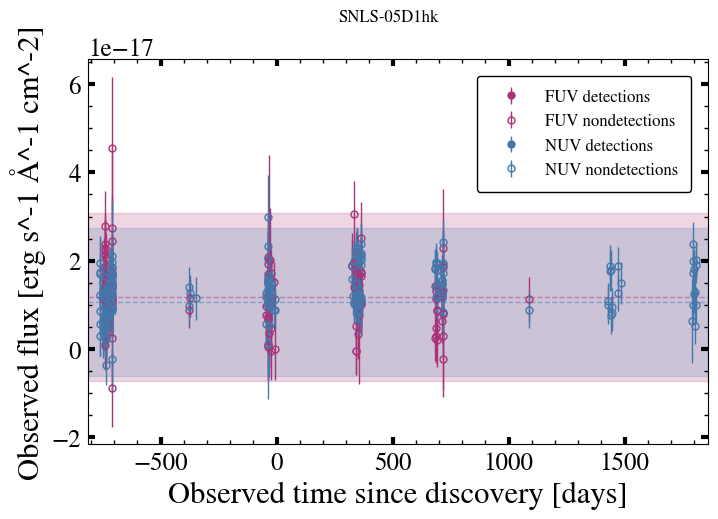 SNLS-05D1hk
1e−17
Observed flux [erg s^-1 Å^-1 cm^-2]
6
4
2
0
−2
FUV detections
FUV nondetections
NUV detections
NUV nondetections
−500
0
500
1000
1500
Observed time since discovery [days]